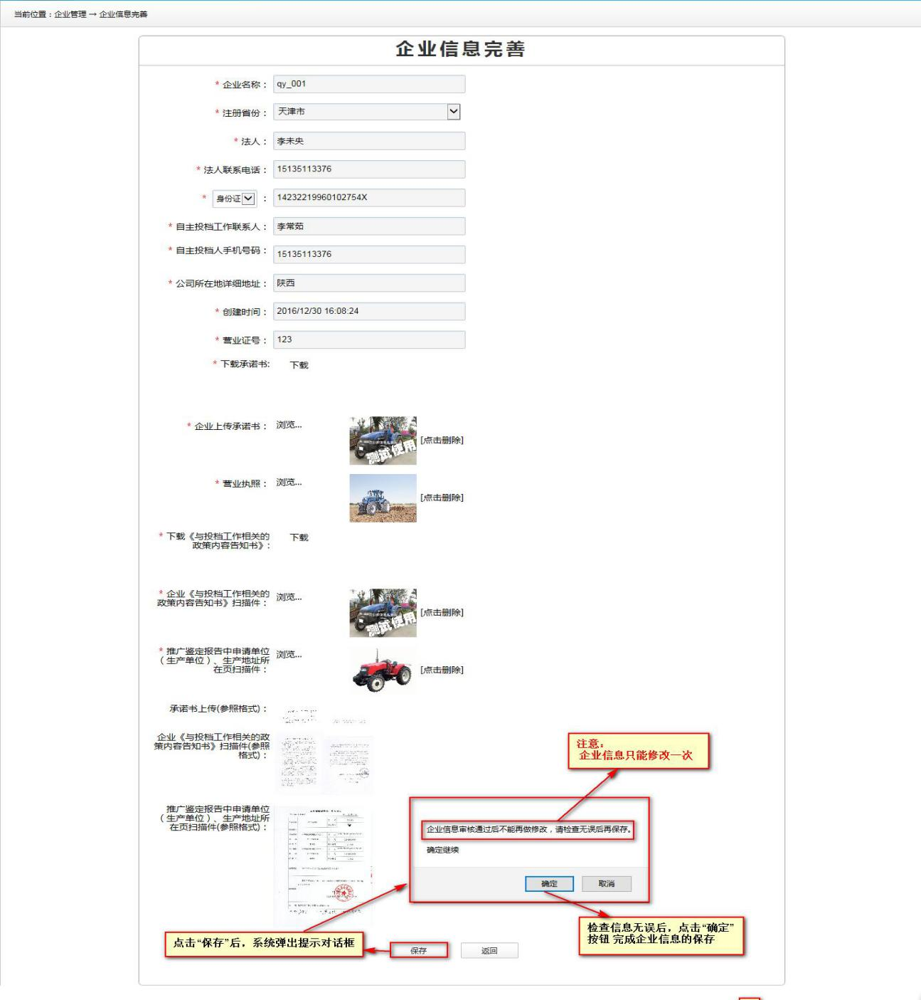 当前位置：企业管理 → 企业信息完善
企业信息完善
* 企业名称： qy_001
* 注册省份： 天津市
* 法人： 李未央
* 法人联系电话： 15135113376
* 身份证 ： 14232219960102754X
* 自主投档工作联系人： 李常茹
* 自主投档人手机号码： 15135113376
* 公司所在地详细地址： 陕西
* 创建时间： 2016/12/30 16:08:24
* 营业证号： 123
* 下载承诺书: 下载
* 企业上传承诺书： 浏览... [点击删除]
测试使用
* 营业执照： 浏览... [点击删除]
* 下载《与投档工作相关的
政策内容告知书》： 下载
* 企业《与投档工作相关的
政策内容告知书》扫描件： 浏览... [点击删除]
测试使用
* 推广鉴定报告中申请单位
（生产单位）、生产地址所
在页扫描件： 浏览... [点击删除]
承诺书上传(参照格式)：
企业《与投档工作相关的政
策内容告知书》扫描件(参照
格式)：
注意：
企业信息只能修改一次
推广鉴定报告中申请单位
（生产单位）、生产地址所
在页扫描件(参照格式)：
企业信息审核通过后不能再做修改，请检查无误后再保存。
确定继续
确定 取消
检查信息无误后，点击“确定”
按钮 完成企业信息的保存
点击“保存”后，系统弹出提示对话框
保存 返回